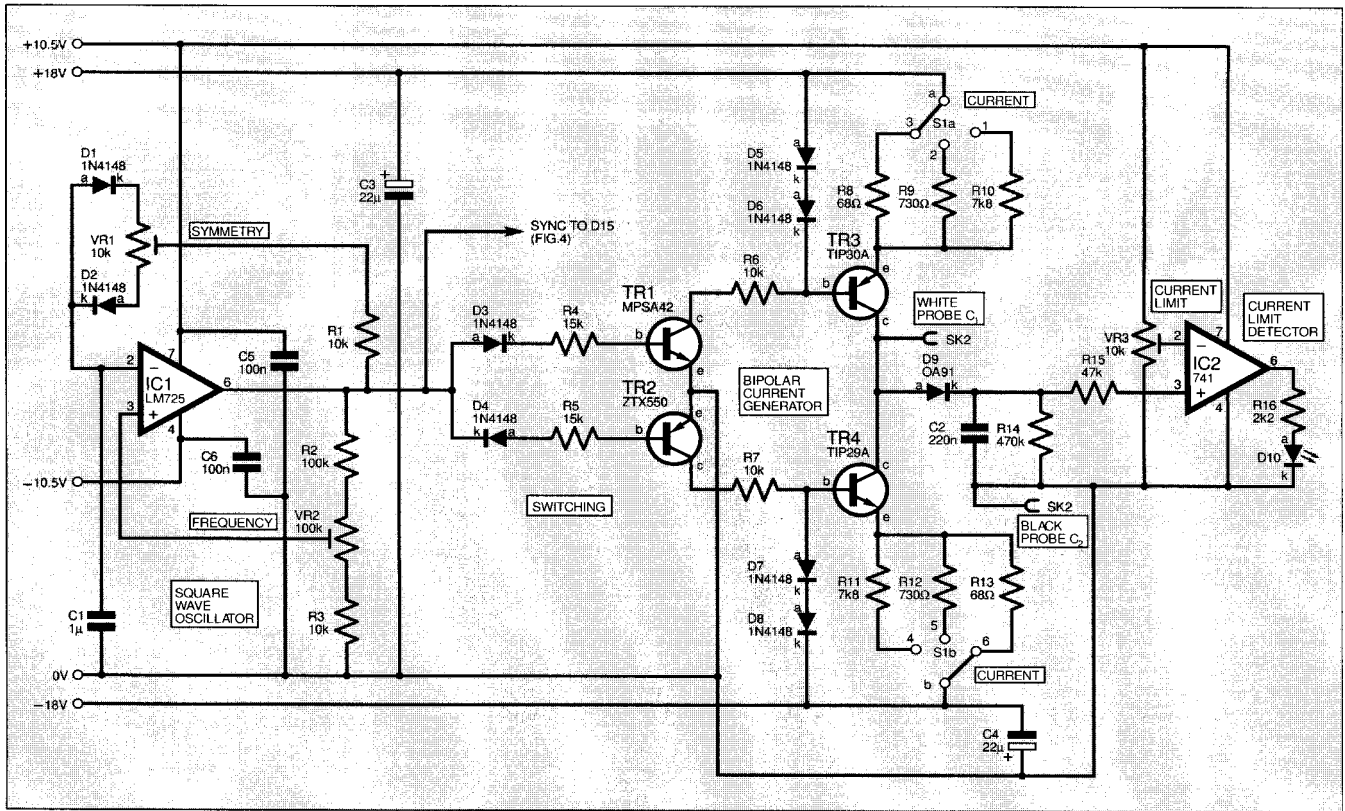 +10.5V
+18V
D1
1N4148
a
k
VR1
10k
SYMMETRY
D2
1N4148
k
a
R1
10k
2
−
7
IC1
LM725
6
3
+
4
C5
100n
C6
100n
−10.5V
FREQUENCY
R2
100k
VR2
100k
SQUARE
WAVE
OSCILLATOR
R3
10k
C1
1μ
0V
−18V
+
C3
22μ
SYNC TO D15
(FIG.4)
D3
1N4148
a
k
R4
15k
TR1
MPSA42
b
c
e
D4
1N4148
k
a
R5
15k
TR2
ZTX550
b
e
c
SWITCHING
BIPOLAR
CURRENT
GENERATOR
D5
1N4148
a
k
D6
1N4148
a
k
R6
10k
R7
10k
D7
1N4148
a
k
D8
1N4148
a
k
a
CURRENT
3
S1a
1
2
R8
68Ω
R9
730Ω
R10
7k8
TR3
TIP30A
b
e
c
WHITE
PROBE C1
SK2
D9
OA91
a
k
C2
220n
R14
470k
R15
47k
TR4
TIP29A
b
c
e
SK2
BLACK
PROBE C2
R11
7k8
R12
730Ω
R13
68Ω
4
5
S1b
6
CURRENT
b
C4
22μ
+
CURRENT
LIMIT
VR3
10k
CURRENT
LIMIT
DETECTOR
2
−
7
IC2
741
6
3
+
4
R16
2k2
a
D10
k